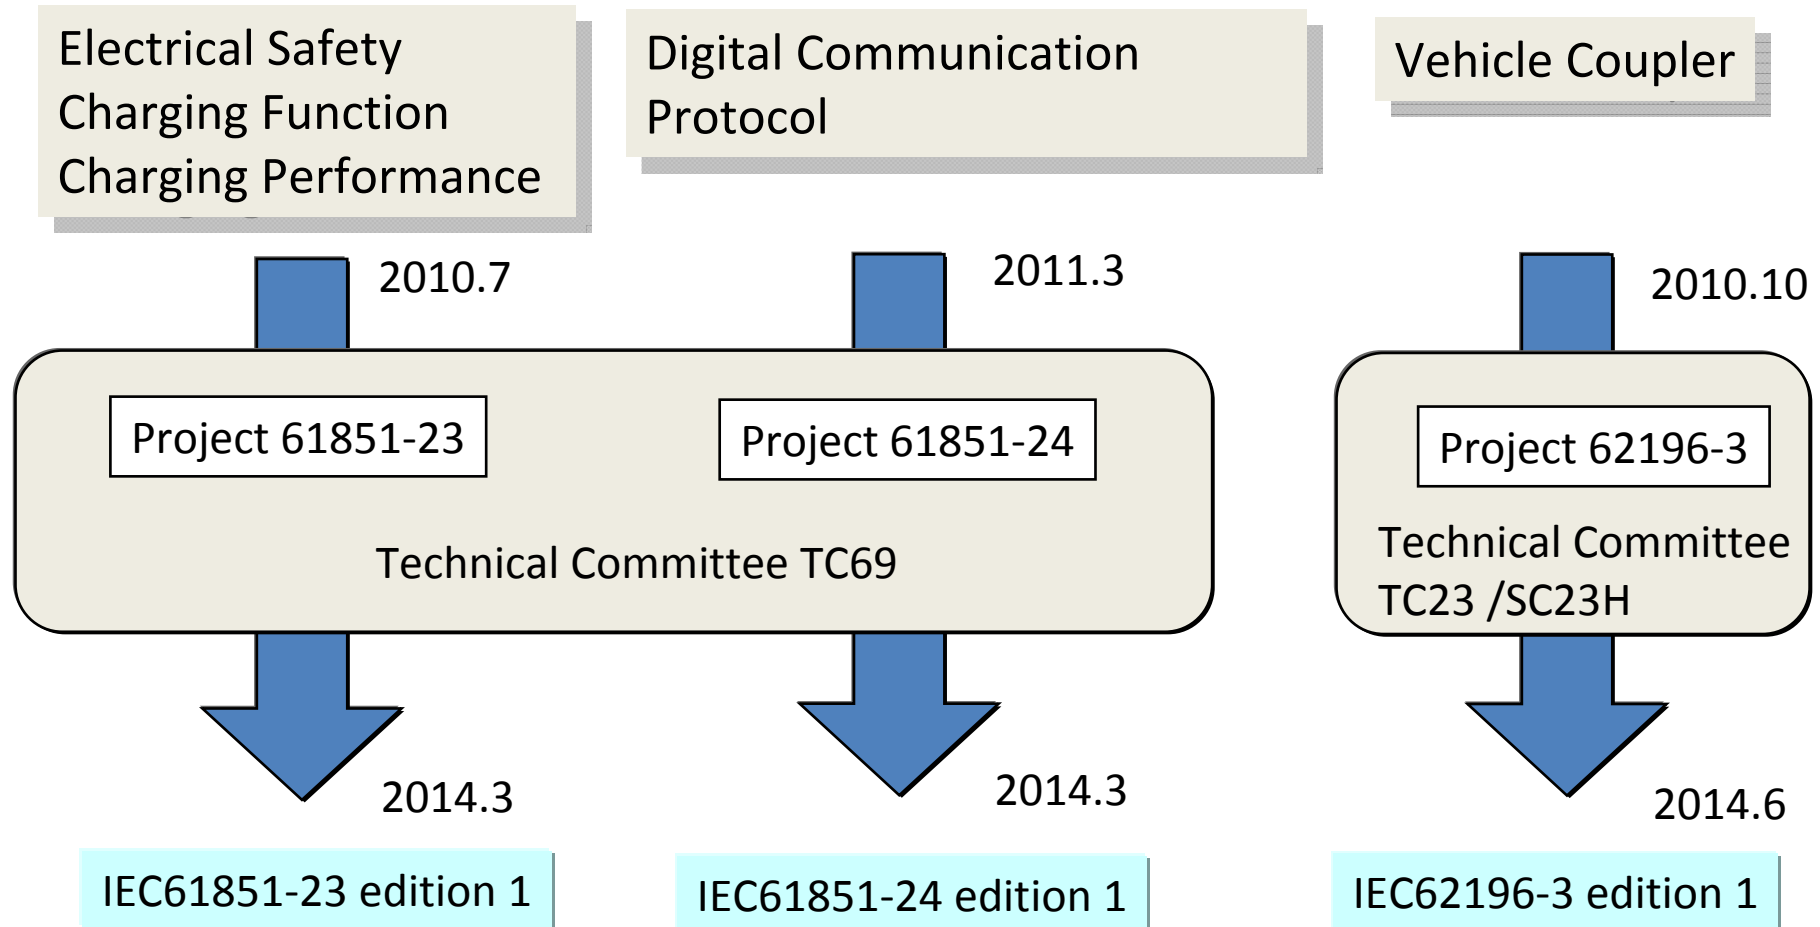 Electrical Safety
Charging Function
Charging Performance
Digital Communication
Protocol
Vehicle Coupler
2010.7
2011.3
2010.10
Project 61851-23
Project 61851-24
Technical Committee TC69
Project 62196-3
Technical Committee
TC23 /SC23H
2014.3
2014.3
2014.6
IEC61851-23 edition 1
IEC61851-24 edition 1
IEC62196-3 edition 1